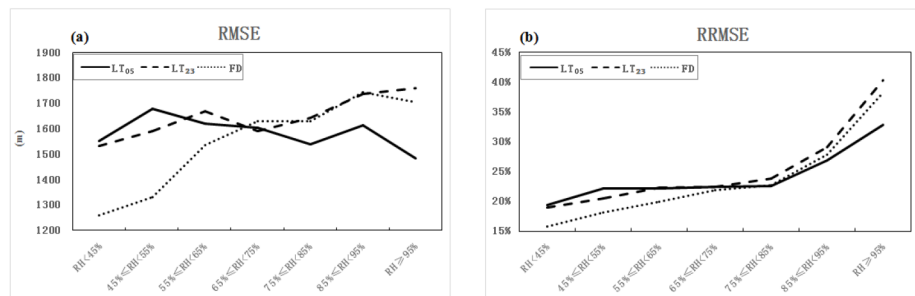 (a)
RMSE
LT₀₅
LT₂₃
FD
(m)
1900
1800
1700
1600
1500
1400
1300
1200
RH<45%
45%≤RH<55%
55%≤RH<65%
65%≤RH<75%
75%≤RH<85%
85%≤RH<95%
RH≥95%
(b)
RRMSE
LT₀₅
LT₂₃
FD
45%
40%
35%
30%
25%
20%
15%
RH<45%
45%≤RH<55%
55%≤RH<65%
65%≤RH<75%
75%≤RH<85%
85%≤RH<95%
RH≥95%